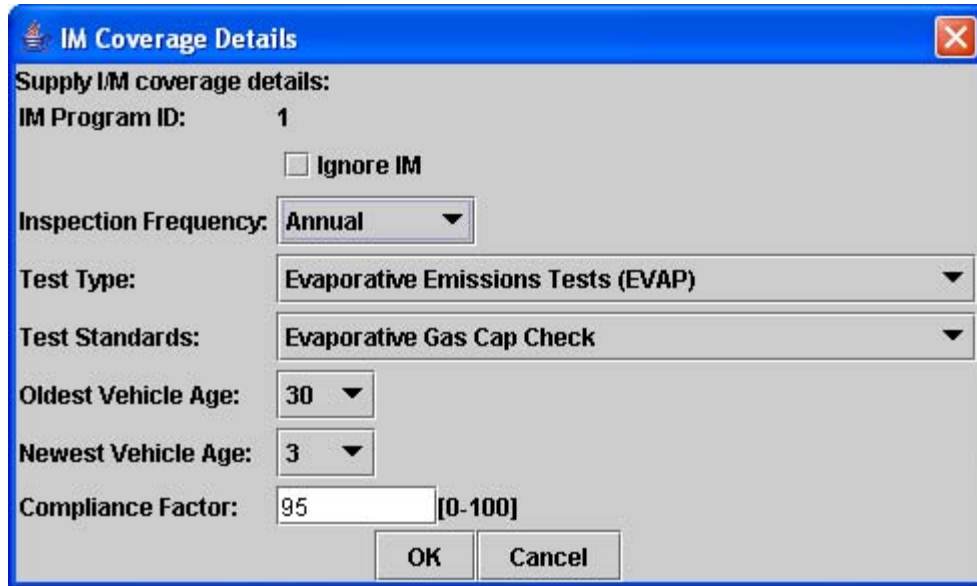 IM Coverage Details
Supply I/M coverage details:
IM Program ID: 1
Ignore IM
Inspection Frequency: Annual
Test Type: Evaporative Emissions Tests (EVAP)
Test Standards: Evaporative Gas Cap Check
Oldest Vehicle Age: 30
Newest Vehicle Age: 3
Compliance Factor: 95 [0-100]
OK Cancel